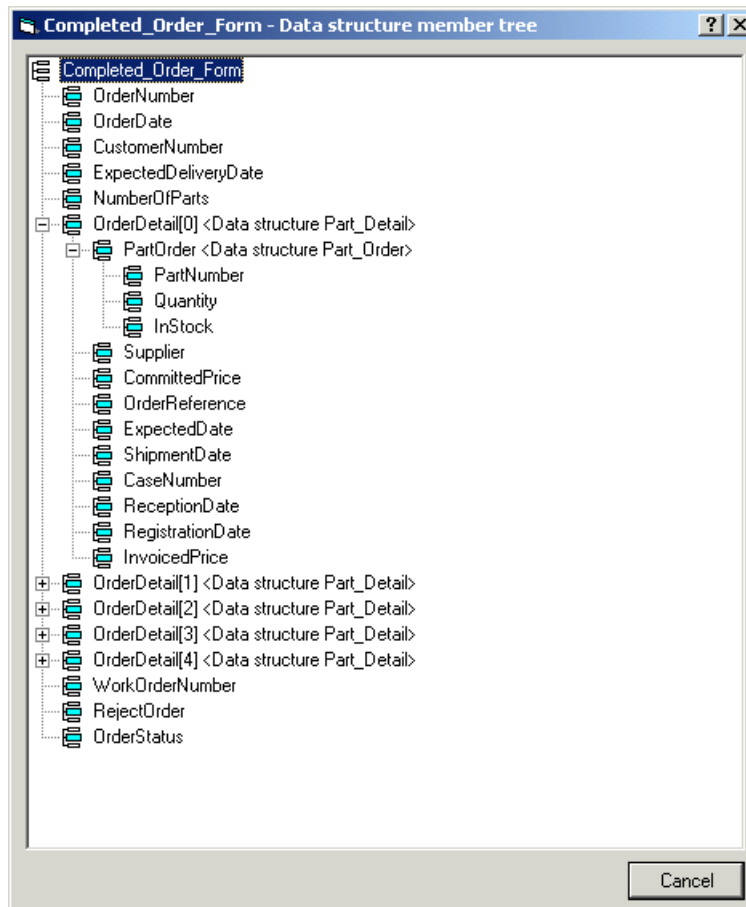 Completed_Order_Form - Data structure member tree
Completed_Order_Form
OrderNumber
OrderDate
CustomerNumber
ExpectedDeliveryDate
NumberOfParts
OrderDetail[0] <Data structure Part_Detail>
PartOrder <Data structure Part_Order>
PartNumber
Quantity
InStock
Supplier
CommittedPrice
OrderReference
ExpectedDate
ShipmentDate
CaseNumber
ReceptionDate
RegistrationDate
InvoicedPrice
OrderDetail[1] <Data structure Part_Detail>
OrderDetail[2] <Data structure Part_Detail>
OrderDetail[3] <Data structure Part_Detail>
OrderDetail[4] <Data structure Part_Detail>
WorkOrderNumber
RejectOrder
OrderStatus
Cancel